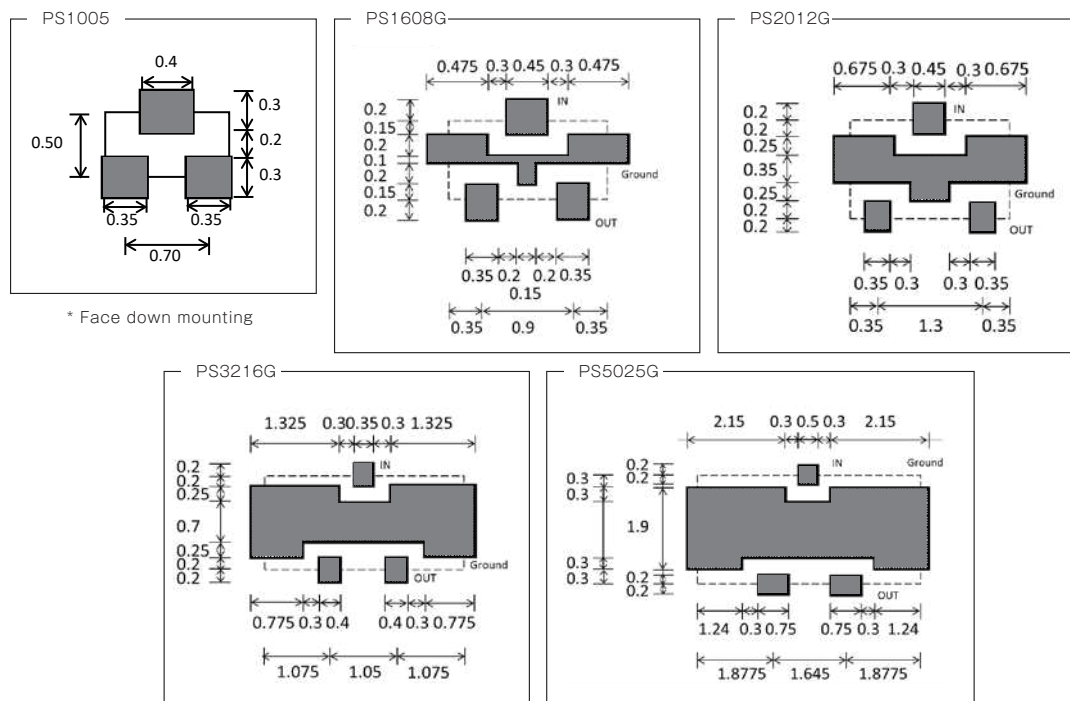 PS1005
0.4
0.3
0.50
0.2
0.3
0.35 0.35
0.70
* Face down mounting
PS1608G
0.475 0.3 0.45 0.3 0.475
IN
0.2
0.15
0.2
0.1
0.2
0.15
0.2
Ground
OUT
0.35 0.2 0.2 0.35
0.15
0.35 0.9 0.35
PS2012G
0.675 0.3 0.45 0.3 0.675
IN
0.2
0.2
0.25
0.35
0.25
0.2
0.2
Ground
OUT
0.35 0.3 0.3 0.35
0.35 1.3 0.35
PS3216G
1.325 0.3 0.35 0.3 1.325
IN
0.2
0.2
0.25
0.7
0.25
0.2
0.2
Ground
OUT
0.775 0.3 0.4 0.4 0.3 0.775
1.075 1.05 1.075
PS5025G
2.15 0.3 0.5 0.3 2.15
IN
Ground
0.2
0.2
0.3
0.3
1.9
0.3
0.3
0.2
0.2
OUT
1.24 0.3 0.75 0.75 0.3 1.24
1.8775 1.645 1.8775